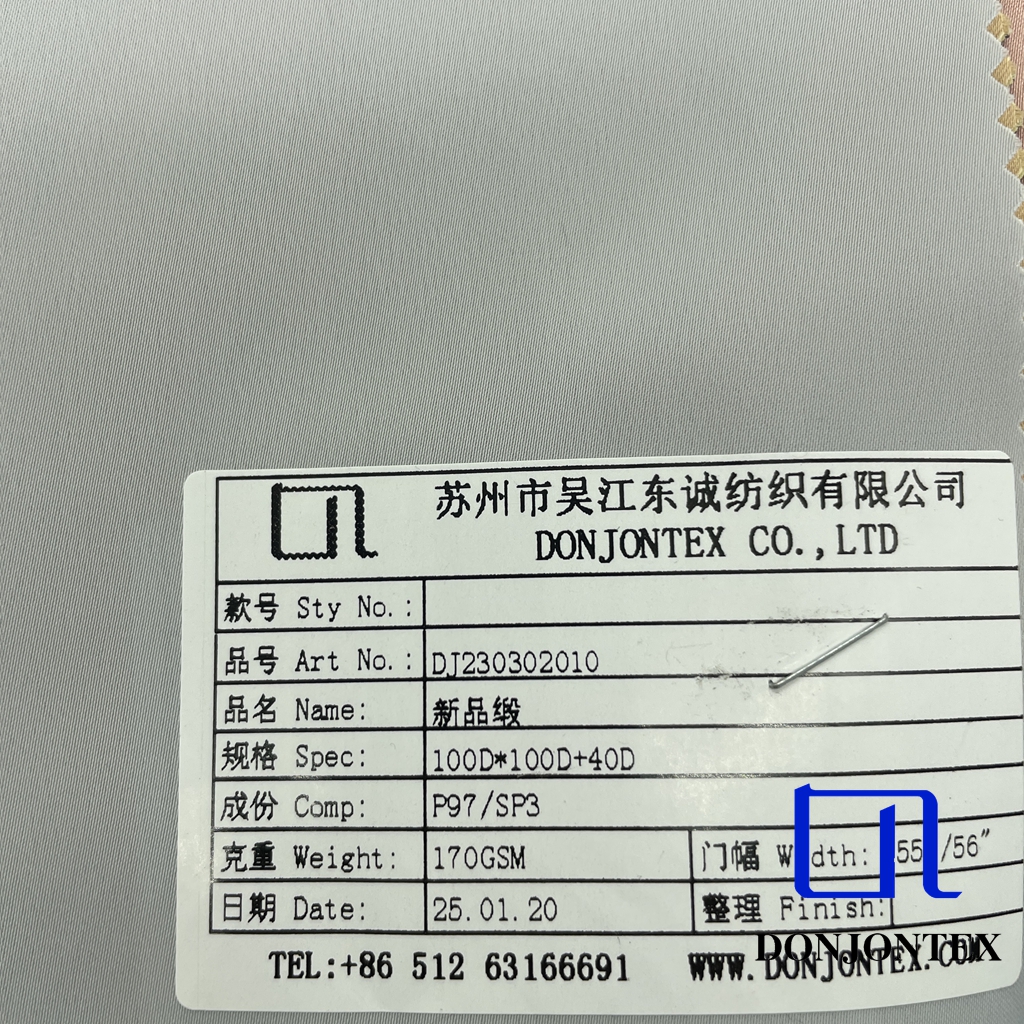 苏州市吴江东诚纺织有限公司
DONJONTEX CO.,LTD
款号 Sty No.:
品号 Art No.: DJ230302010
品名 Name: 新品缎
规格 Spec: 100D*100D+40D
成份 Comp: P97/SP3
克重 Weight: 170GSM 门幅 Width: 55/56"
日期 Date: 25.01.20 整理 Finish:
TEL:+86 512 63166691 WWW.DONJONTEX.COM
DONJONTEX